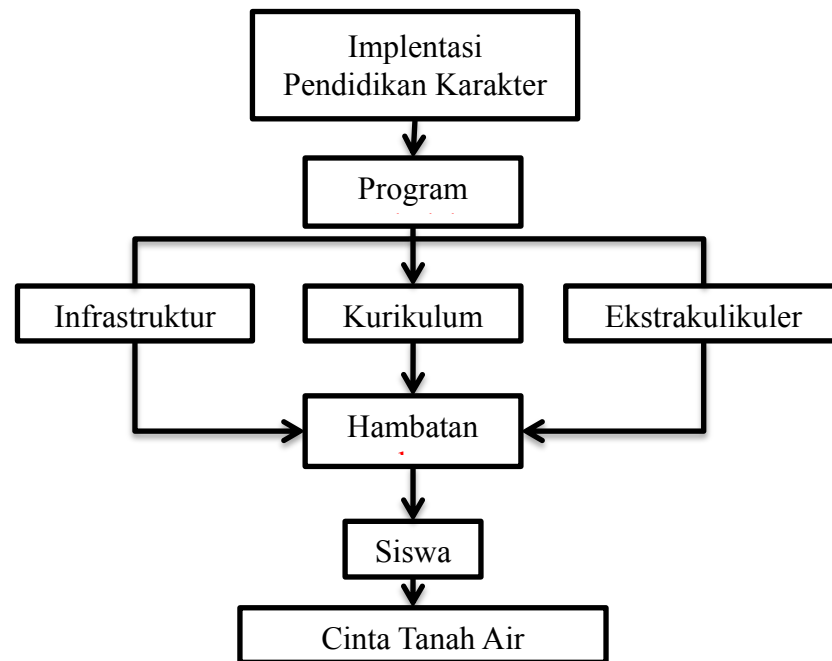 Implentasi
Pendidikan Karakter
Program
Infrastruktur
Kurikulum
Ekstrakulikuler
Hambatan
Siswa
Cinta Tanah Air